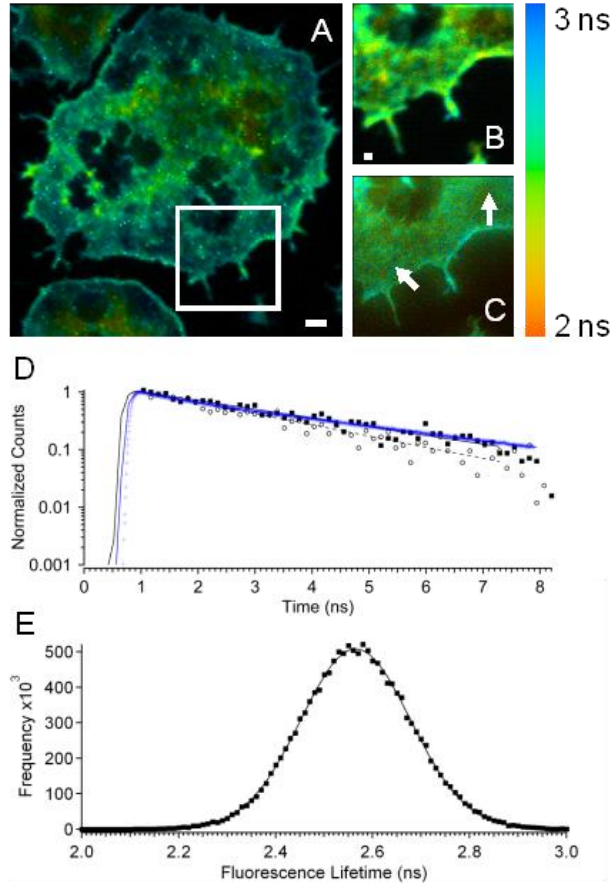 A
B
C
3 ns
2 ns
D
Normalized Counts
1
0.1
0.01
0.001
0 1 2 3 4 5 6 7 8
Time (ns)
E
Frequency x10³
500
400
300
200
100
0
2.0 2.2 2.4 2.6 2.8 3.0
Fluorescence Lifetime (ns)